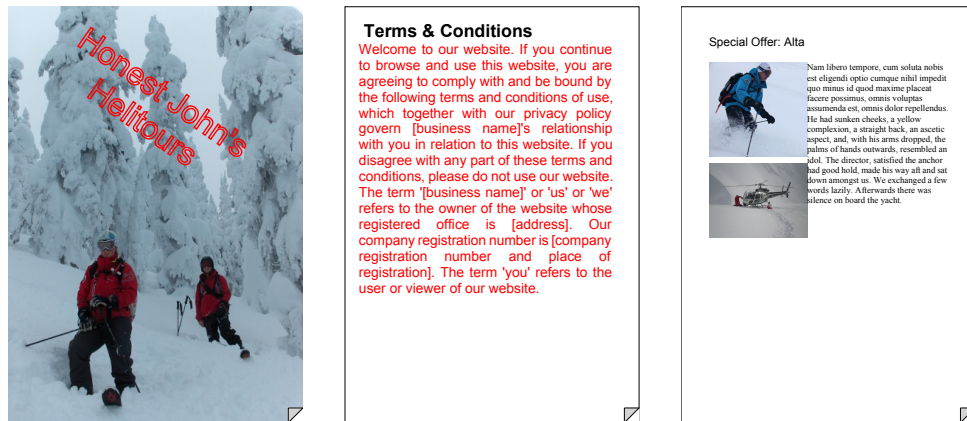 Honest John's
Helitours
Terms & Conditions
Welcome to our website. If you continue
to browse and use this website, you are
agreeing to comply with and be bound by
the following terms and conditions of use,
which together with our privacy policy
govern [business name]'s relationship
with you in relation to this website. If you
disagree with any part of these terms and
conditions, please do not use our website.
The term '[business name]' or 'us' or 'we'
refers to the owner of the website whose
registered office is [address]. Our
company registration number is [company
registration number and place of
registration]. The term 'you' refers to the
user or viewer of our website.
Special Offer: Alta
Nam libero tempore, cum soluta nobis
est eligendi optio cumque nihil impedit
quo minus id quod maxime placeat
facere possimus, omnis voluptas
assumenda est, omnis dolor repellendus.
He had sunken cheeks, a yellow
complexion, a straight back, an ascetic
aspect, and, with his arms dropped, the
palms of hands outwards, resembled an
idol. The director, satisfied the anchor
had good hold, made his way aft and sat
down amongst us. We exchanged a few
words lazily. Afterwards there was
silence on board the yacht.